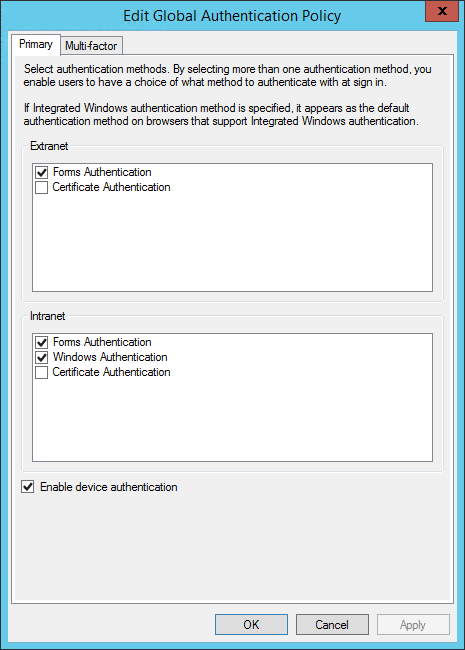 Edit Global Authentication Policy
X
Primary
Multi-factor
Select authentication methods. By selecting more than one authentication method, you
enable users to have a choice of what method to authenticate with at sign in.
If Integrated Windows authentication method is specified, it appears as the default
authentication method on browsers that support Integrated Windows authentication.
Extranet
Forms Authentication
Certificate Authentication
Intranet
Forms Authentication
Windows Authentication
Certificate Authentication
Enable device authentication
OK
Cancel
Apply